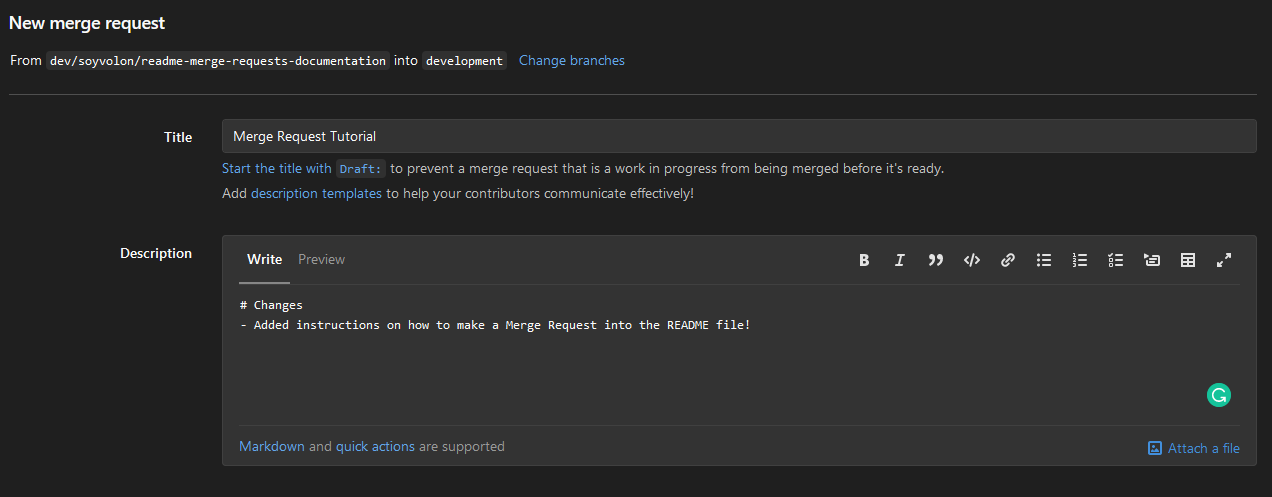 New merge request
From dev/soyvolon/readme-merge-requests-documentation into development Change branches
Title
Merge Request Tutorial
Start the title with Draft: to prevent a merge request that is a work in progress from being merged before it's ready.
Add description templates to help your contributors communicate effectively!
Description
Write Preview
# Changes
- Added instructions on how to make a Merge Request into the README file!
Markdown and quick actions are supported
Attach a file